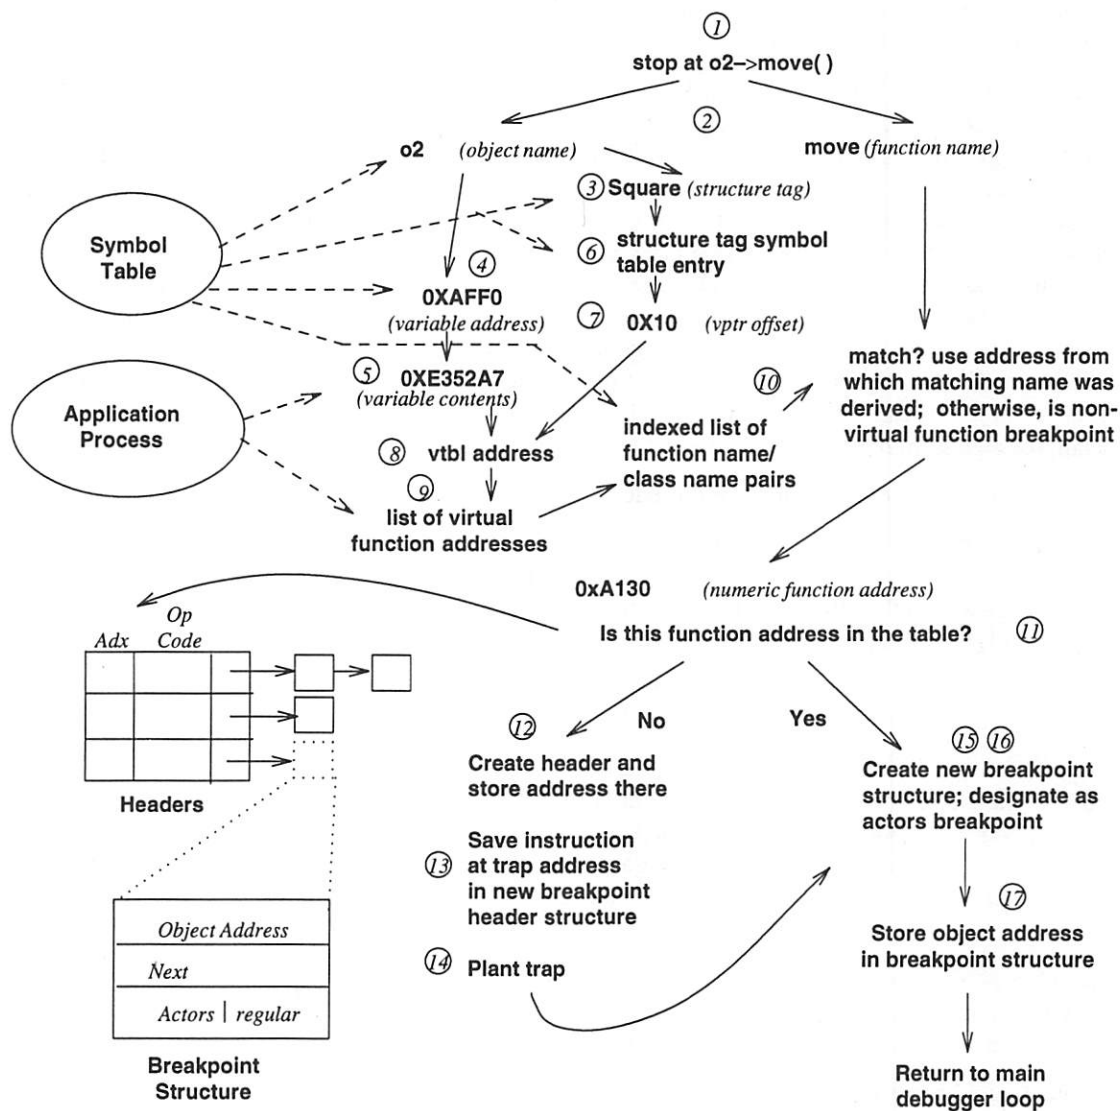 1
stop at o2–>move( )
2
o2 (object name)
move (function name)
3 Square (structure tag)
Symbol
Table
6 structure tag symbol
table entry
4
0XAFF0
(variable address)
7 0X10 (vptr offset)
5 0XE352A7
(variable contents)
Application
Process
10
match? use address from
which matching name was
derived; otherwise, is non-
virtual function breakpoint
indexed list of
function name/
class name pairs
8 vtbl address
9
list of virtual
function addresses
0xA130 (numeric function address)
Is this function address in the table? 11
Op
Adx Code
Headers
No
Yes
12
Create header and
store address there
15 16
Create new breakpoint
structure; designate as
actors breakpoint
13
Save instruction
at trap address
in new breakpoint
header structure
17
Store object address
in breakpoint structure
14 Plant trap
Object Address
Next
Actors | regular
Breakpoint
Structure
Return to main
debugger loop